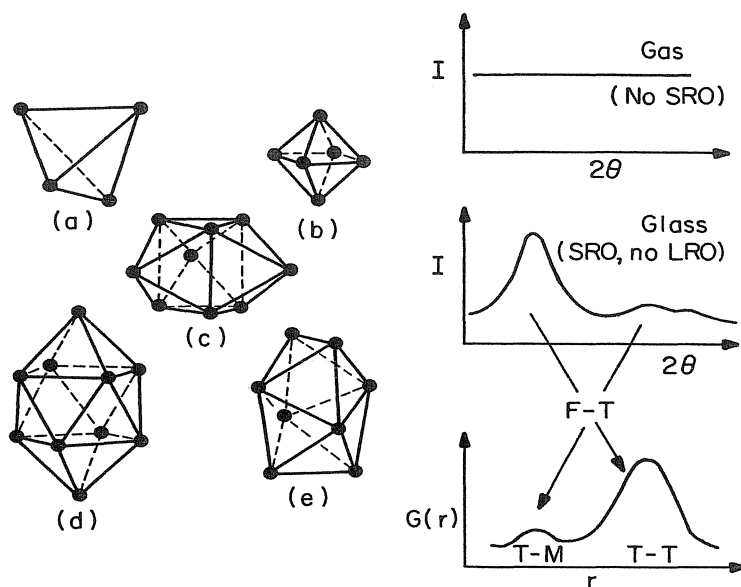 (a)
(b)
(c)
(d)
(e)
I
Gas
(No SRO)
2θ
I
Glass
(SRO, no LRO)
2θ
F-T
G(r)
T-M
T-T
r